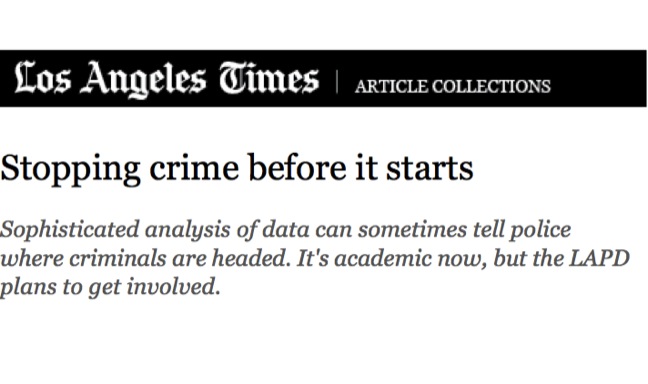 Los Angeles Times | ARTICLE COLLECTIONS
Stopping crime before it starts
Sophisticated analysis of data can sometimes tell police
where criminals are headed. It's academic now, but the LAPD
plans to get involved.